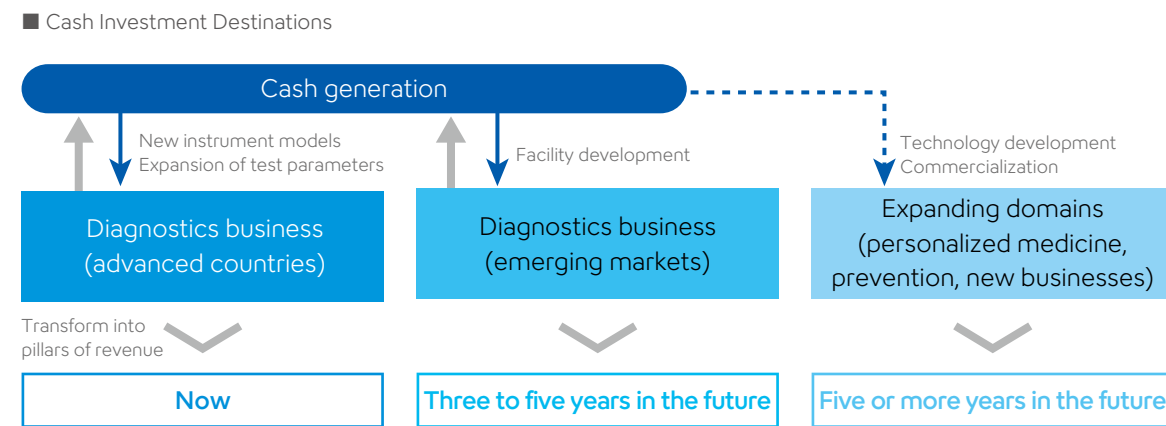 ■ Cash Investment Destinations
Cash generation
New instrument models
Expansion of test parameters
Facility development
Technology development
Commercialization
Diagnostics business
(advanced countries)
Diagnostics business
(emerging markets)
Expanding domains
(personalized medicine,
prevention, new businesses)
Transform into
pillars of revenue
Now
Three to five years in the future
Five or more years in the future